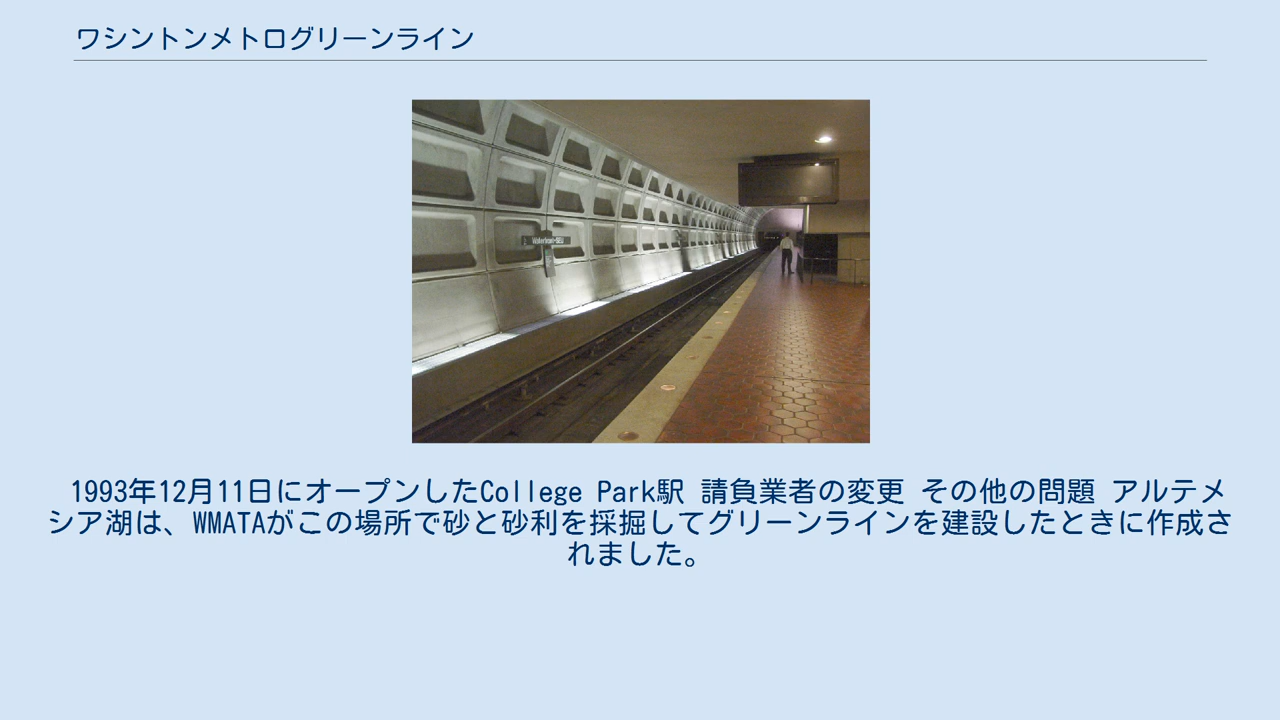 ワシントンメトログリーンライン
Waterfront-SEU
1993年12月11日にオープンしたCollege Park駅 請負業者の変更 その他の問題 アルテメ
シア湖は、WMATAがこの場所で砂と砂利を採掘してグリーンラインを建設したときに作成さ
れました。